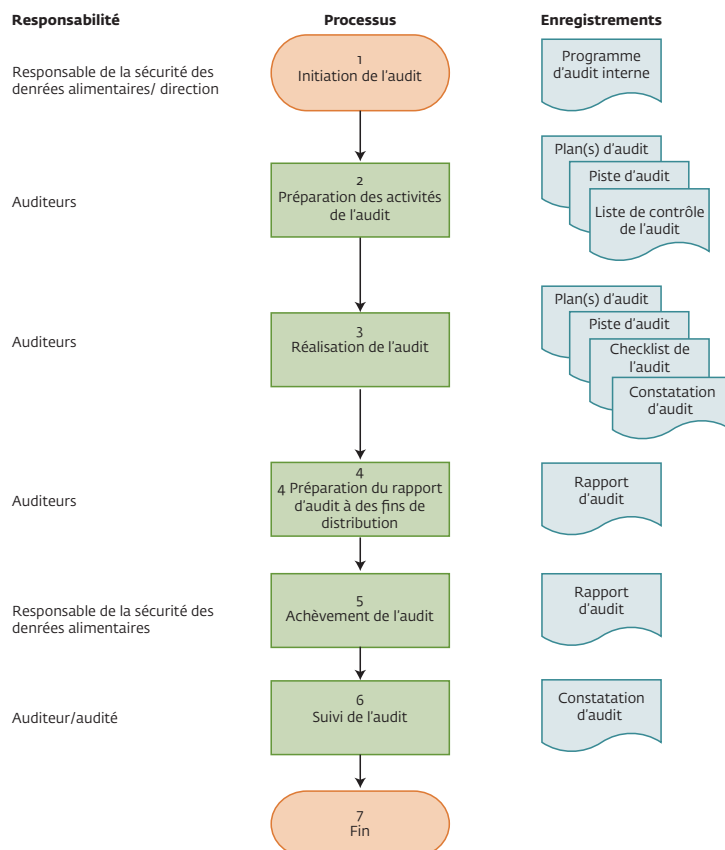 Responsabilité
Processus
Enregistrements
Responsable de la sécurité des
denrées alimentaires/ direction
1
Initiation de l'audit
Programme
d'audit interne
Auditeurs
2
Préparation des activités
de l'audit
Plan(s) d'audit
Piste d'audit
Liste de contrôle
de l'audit
Auditeurs
3
Réalisation de l'audit
Plan(s) d'audit
Piste d'audit
Checklist de
l'audit
Constatation
d'audit
Auditeurs
4
4 Préparation du rapport
d'audit à des fins de
distribution
Rapport
d'audit
Responsable de la sécurité des
denrées alimentaires
5
Achèvement de l'audit
Rapport
d'audit
Auditeur/audité
6
Suivi de l'audit
Constatation
d'audit
7
Fin